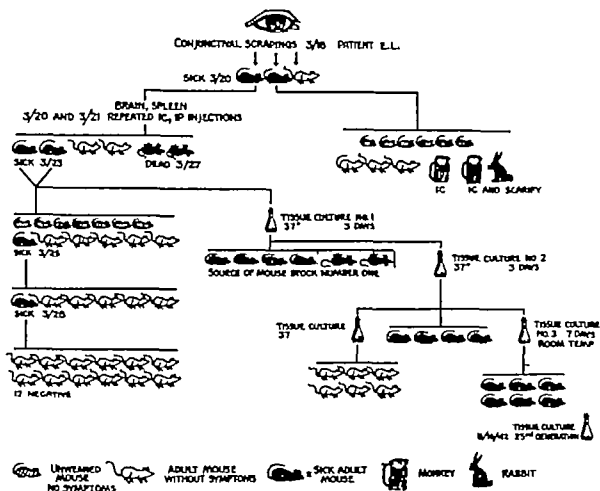 CONJUNCTIVAL SCRAPINGS 3/18 PATIENT E.L.
SICK 3/20
BRAIN, SPLEEN
3/20 AND 3/21 REPEATED IC, IP INJECTIONS
SICK 3/23
DEAD 3/27
IC
IC AND SCARIFY
TISSUE CULTURE NO. 1
37° 3 DAYS
SICK 3/25
SOURCE OF MOUSE STOCK NUMBER ONE
TISSUE CULTURE NO 2
37° 3 DAYS
SICK 3/28
TISSUE CULTURE
37
TISSUE CULTURE
NO. 3 7 DAYS
ROOM TEMP
12 NEGATIVE
TISSUE CULTURE
25nd GENERATION
UNWEANED
MOUSE
NO SYMPTOMS
ADULT MOUSE
WITHOUT SYMPTOMS
= SICK ADULT
MOUSE
MONKEY
RABBIT